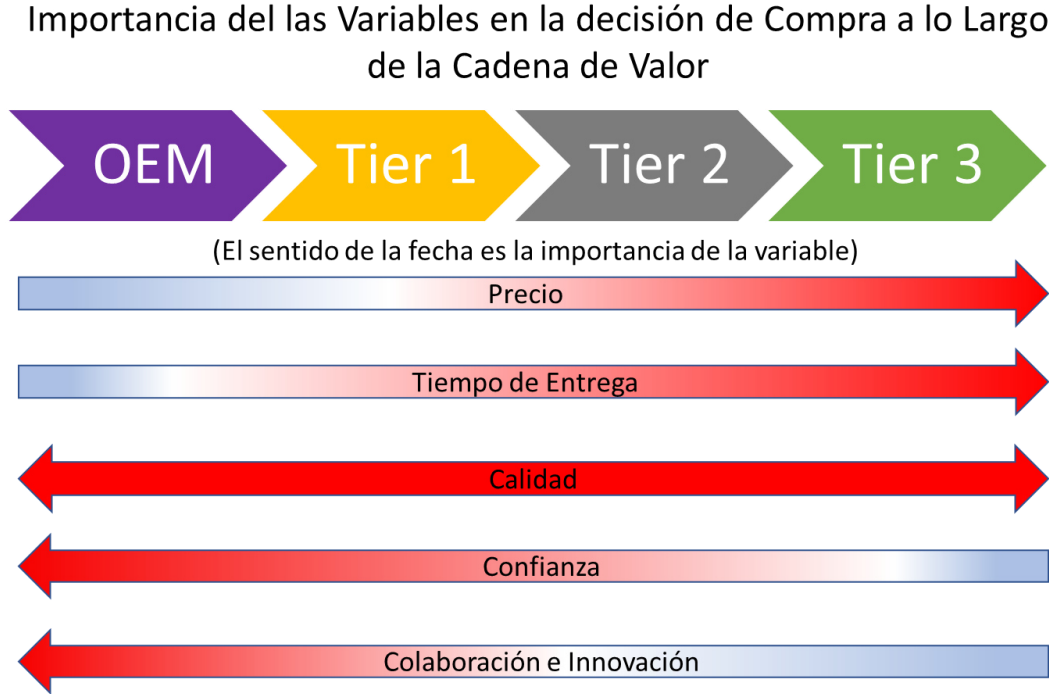 Importancia del las Variables en la decisión de Compra a lo Largo
de la Cadena de Valor
OEM
Tier 1
Tier 2
Tier 3
(El sentido de la fecha es la importancia de la variable)
Precio
Tiempo de Entrega
Calidad
Confianza
Colaboración e Innovación